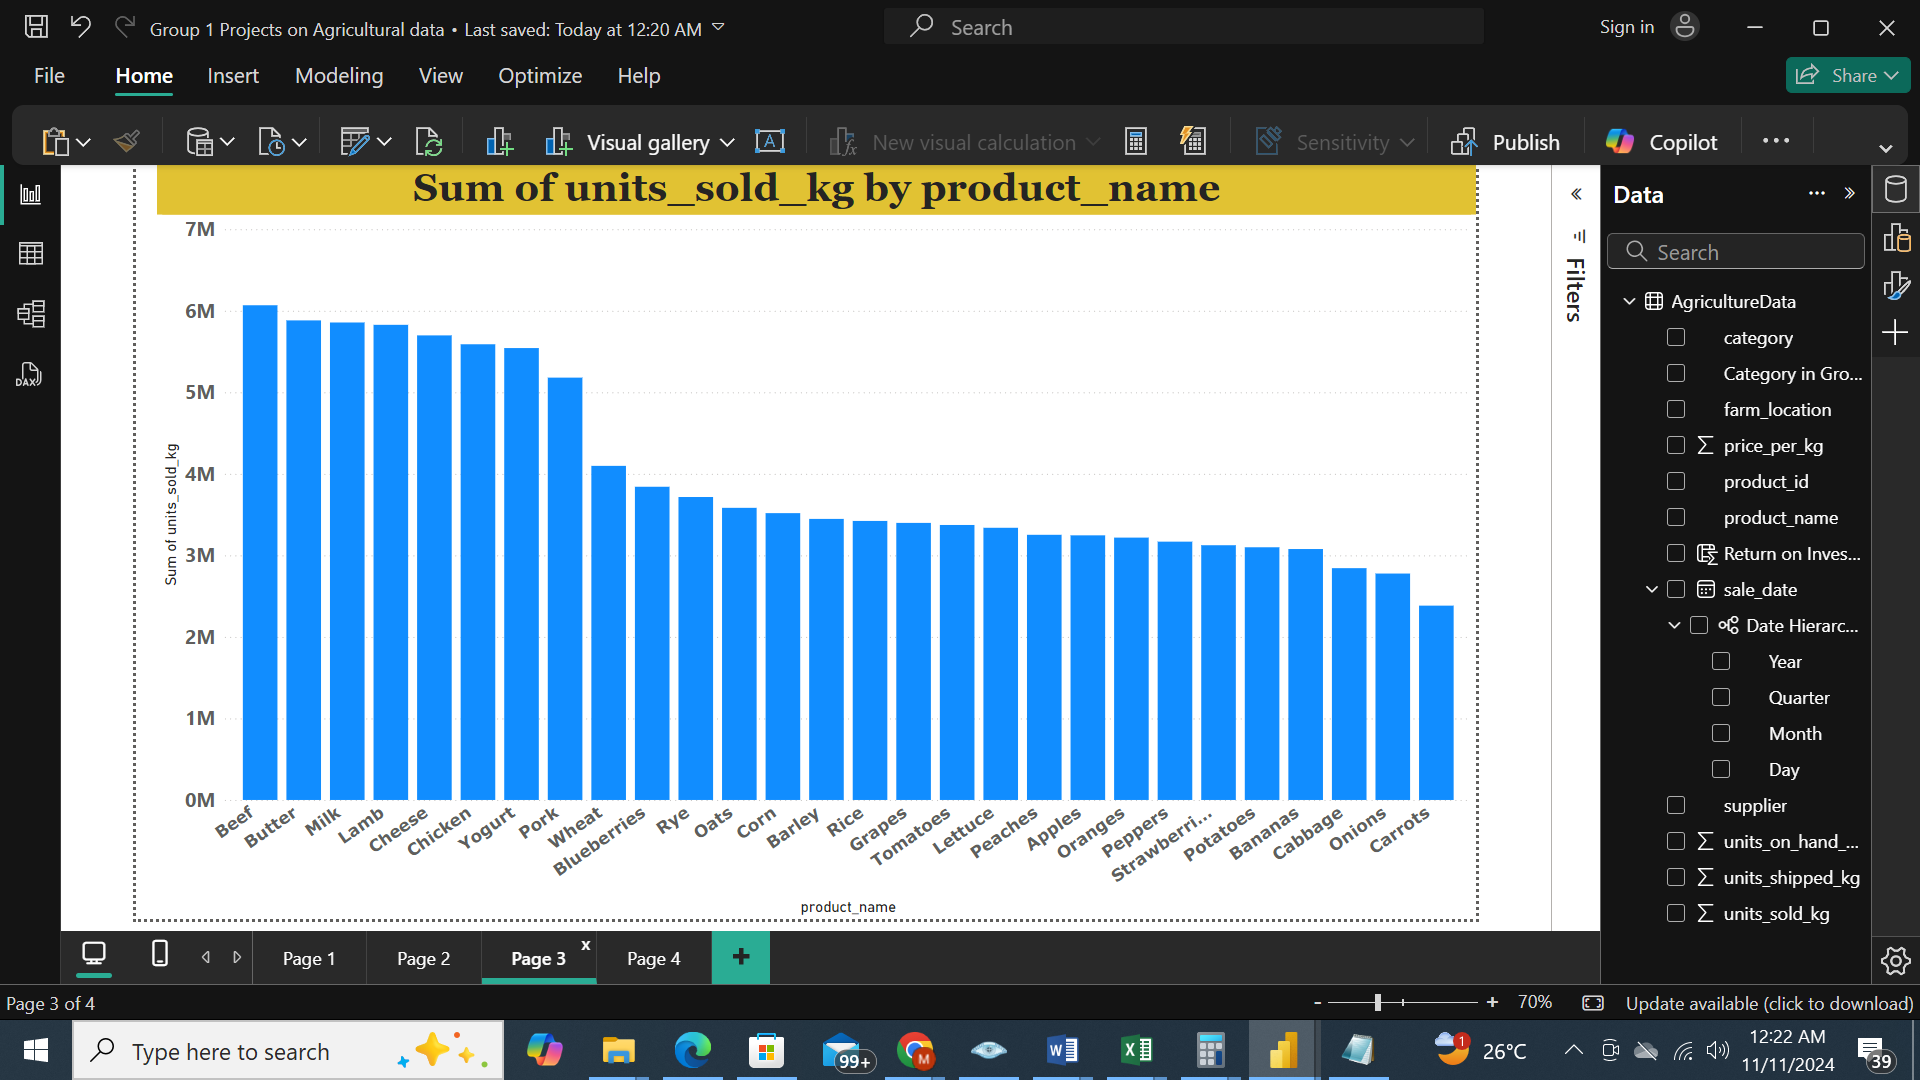 Group 1 Projects on Agricultural data • Last saved: Today at 12:20 AM
Search
Sign in
File
Home
Insert
Modeling
View
Optimize
Help
Share
Visual gallery
New visual calculation
Sensitivity
Publish
Copilot
DAX
Sum of units_sold_kg by product_name
7M
6M
5M
4M
3M
2M
1M
0M
Sum of units_sold_kg
Beef
Butter
Milk
Lamb
Cheese
Chicken
Yogurt
Pork
Wheat
Blueberries
Rye
Oats
Corn
Barley
Rice
Grapes
Tomatoes
Lettuce
Peaches
Apples
Oranges
Peppers
Strawberri...
Potatoes
Bananas
Cabbage
Onions
Carrots
product_name
Filters
Data
Search
AgricultureData
category
Category in Gro...
farm_location
price_per_kg
product_id
product_name
Return on Inves...
sale_date
Date Hierarc...
Year
Quarter
Month
Day
supplier
units_on_hand_...
units_shipped_kg
units_sold_kg
Page 1
Page 2
Page 3
x
Page 4
Page 3 of 4
- + 70%
Update available (click to download)
Type here to search
99+
M
1
26°C
12:22 AM
11/11/2024
39